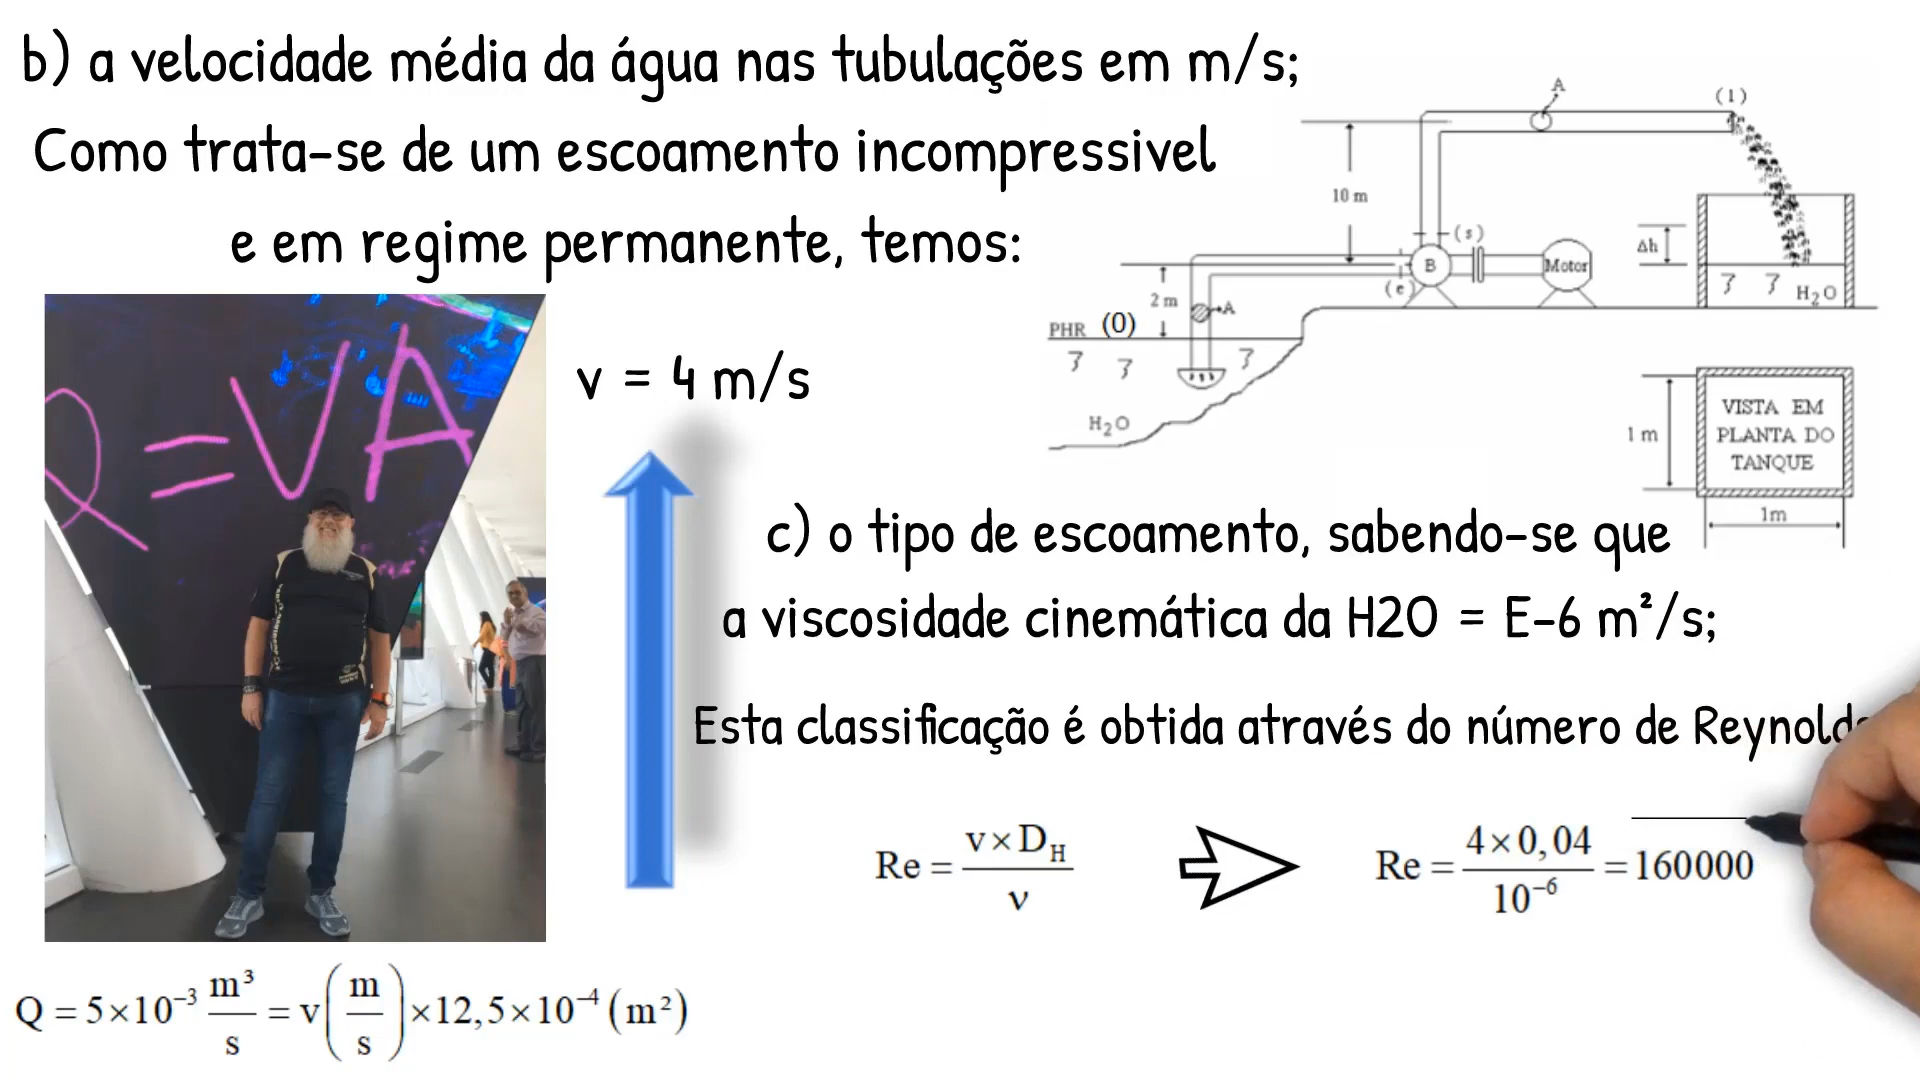 b) a velocidade média da água nas tubulações em m/s;
Como trata-se de um escoamento incompressivel
e em regime permanente, temos:
Q=VA
v = 4 m/s
A
(1)
10 m
(s)
B
Motor
(e)
2 m
A
PHR (0)
H₂O
Δh
H₂O
1 m
VISTA EM
PLANTA DO
TANQUE
1m
c) o tipo de escoamento, sabendo-se que
a viscosidade cinemática da H2O = E-6 m²/s;
Esta classificação é obtida através do número de Reynolds
Re = v×D_H / ν
Re = 4×0,04 / 10⁻⁶ = 160000
Q = 5×10⁻³ m³/s = v(m/s)×12,5×10⁻⁴(m²)